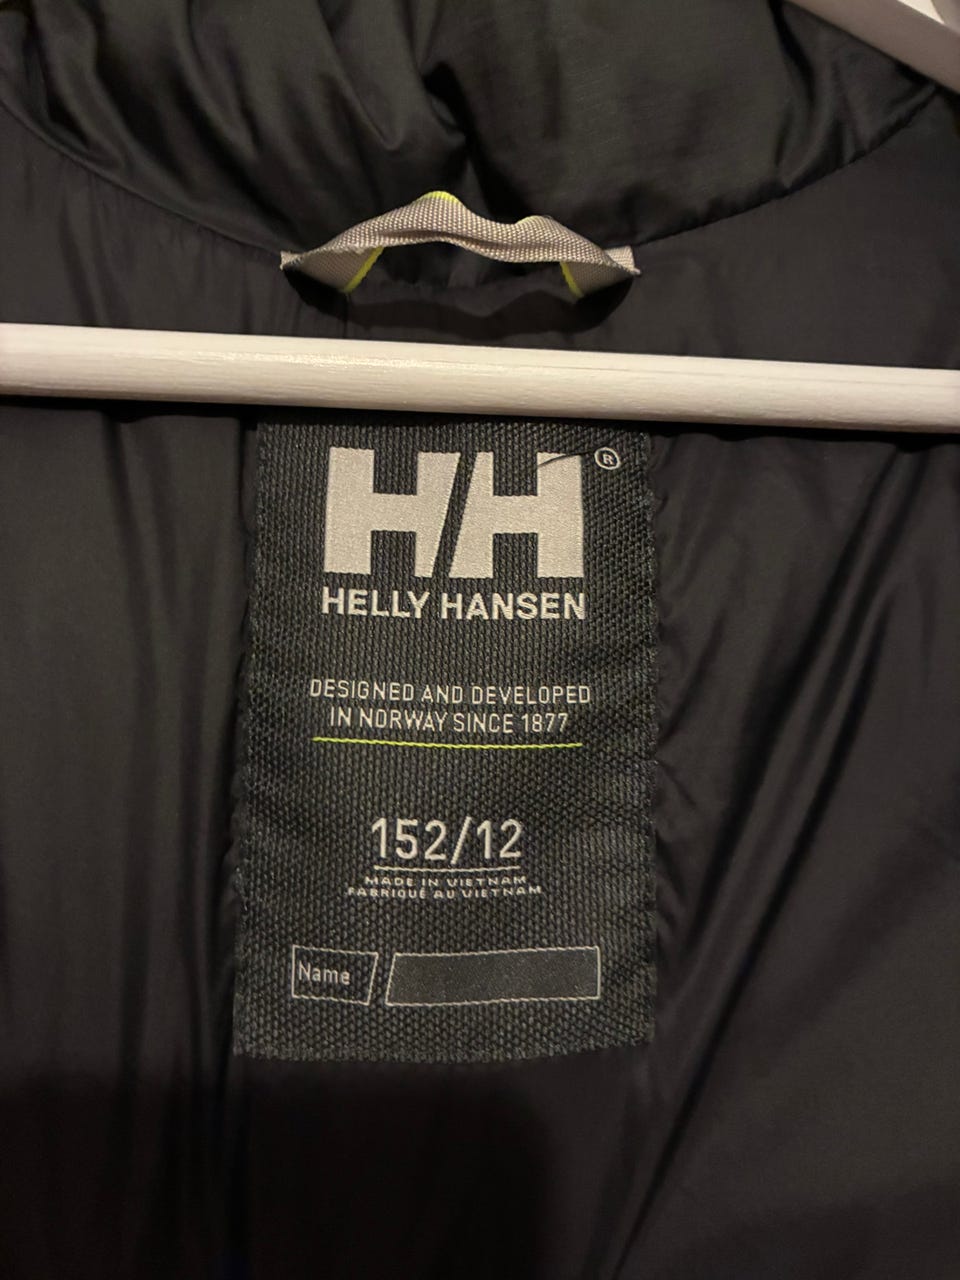 HH ®
HELLY HANSEN
DESIGNED AND DEVELOPED
IN NORWAY SINCE 1877
152/12
MADE IN VIETNAM
FABRIQUÉ AU VIETNAM
Name